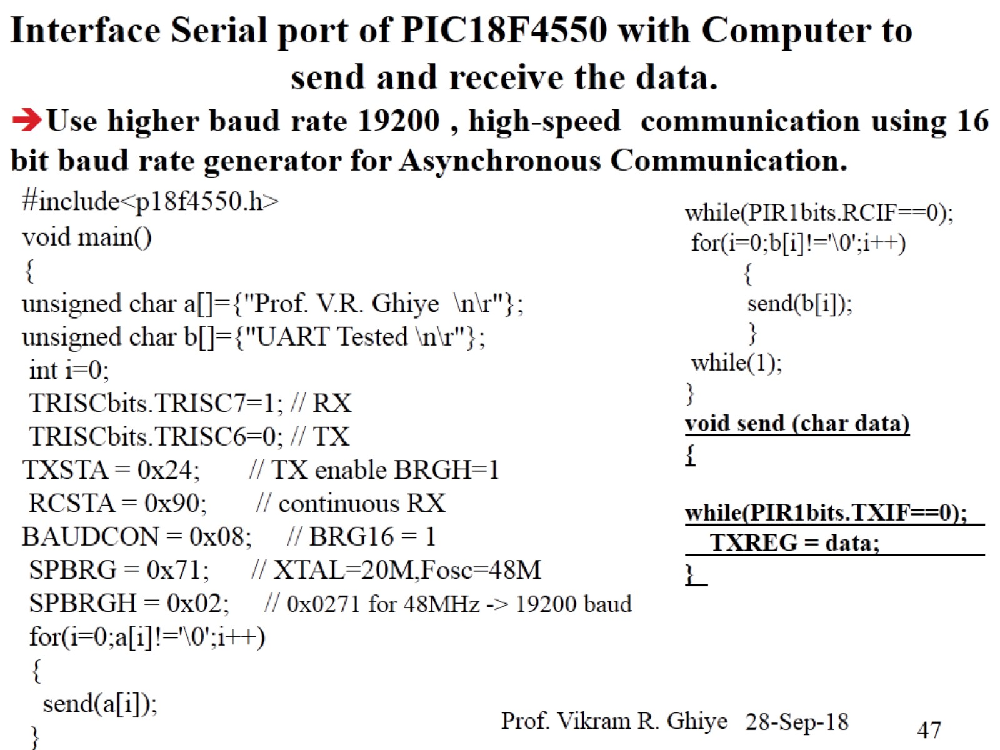 Interface Serial port of PIC18F4550 with Computer to
send and receive the data.
➔Use higher baud rate 19200 , high-speed communication using 16
bit baud rate generator for Asynchronous Communication.
#include<p18f4550.h>
void main()
{
unsigned char a[]={"Prof. V.R. Ghiye \n\r"};
unsigned char b[]={"UART Tested \n\r"};
int i=0;
TRISCbits.TRISC7=1; // RX
TRISCbits.TRISC6=0; // TX
TXSTA = 0x24; // TX enable BRGH=1
RCSTA = 0x90; // continuous RX
BAUDCON = 0x08; // BRG16 = 1
SPBRG = 0x71; // XTAL=20M,Fosc=48M
SPBRGH = 0x02; // 0x0271 for 48MHz -> 19200 baud
for(i=0;a[i]!='\0';i++)
{
send(a[i]);
}
while(PIR1bits.RCIF==0);
for(i=0;b[i]!='\0';i++)
{
send(b[i]);
}
while(1);
}
void send (char data)
{
while(PIR1bits.TXIF==0);
TXREG = data;
}
Prof. Vikram R. Ghiye 28-Sep-18 47